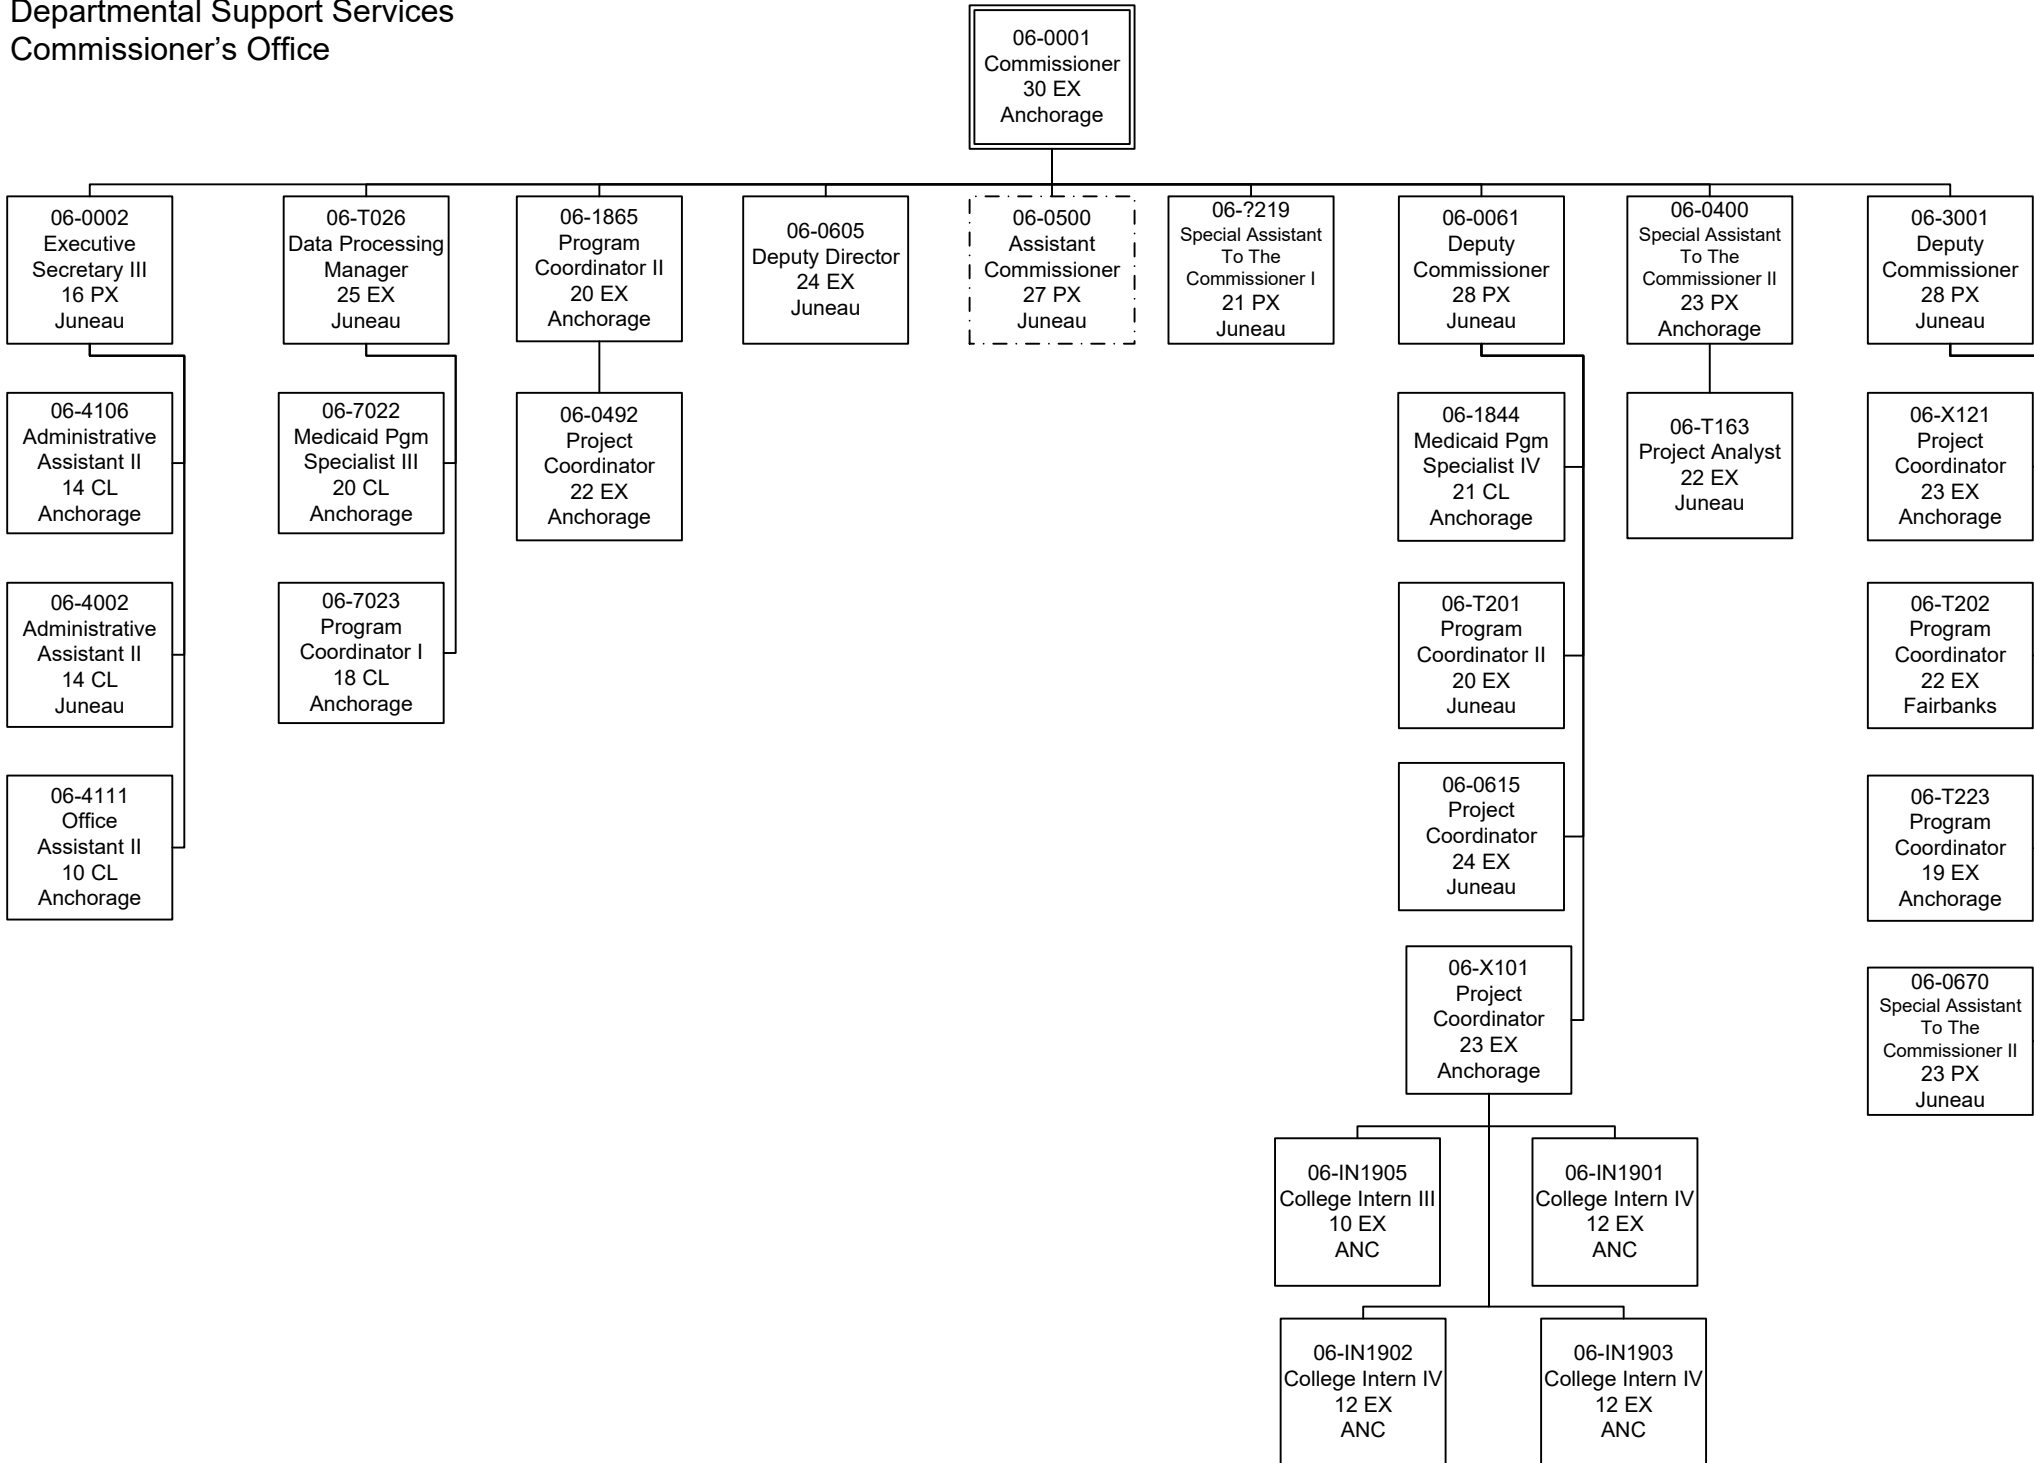 Departmental Support Services
Commissioner's Office
06-0001
Commissioner
30 EX
Anchorage
06-0002
Executive
Secretary III
16 PX
Juneau
06-T026
Data Processing
Manager
25 EX
Juneau
06-1865
Program
Coordinator II
20 EX
Anchorage
06-0605
Deputy Director
24 EX
Juneau
06-0500
Assistant
Commissioner
27 PX
Juneau
06-?219
Special Assistant
To The
Commissioner I
21 PX
Juneau
06-0061
Deputy
Commissioner
28 PX
Juneau
06-0400
Special Assistant
To The
Commissioner II
23 PX
Anchorage
06-3001
Deputy
Commissioner
28 PX
Juneau
06-4106
Administrative
Assistant II
14 CL
Anchorage
06-7022
Medicaid Pgm
Specialist III
20 CL
Anchorage
06-0492
Project
Coordinator
22 EX
Anchorage
06-1844
Medicaid Pgm
Specialist IV
21 CL
Anchorage
06-T163
Project Analyst
22 EX
Juneau
06-X121
Project
Coordinator
23 EX
Anchorage
06-4002
Administrative
Assistant II
14 CL
Juneau
06-7023
Program
Coordinator I
18 CL
Anchorage
06-T201
Program
Coordinator II
20 EX
Juneau
06-T202
Program
Coordinator
22 EX
Fairbanks
06-4111
Office
Assistant II
10 CL
Anchorage
06-0615
Project
Coordinator
24 EX
Juneau
06-T223
Program
Coordinator
19 EX
Anchorage
06-X101
Project
Coordinator
23 EX
Anchorage
06-0670
Special Assistant
To The
Commissioner II
23 PX
Juneau
06-IN1905
College Intern III
10 EX
ANC
06-IN1901
College Intern IV
12 EX
ANC
06-IN1902
College Intern IV
12 EX
ANC
06-IN1903
College Intern IV
12 EX
ANC